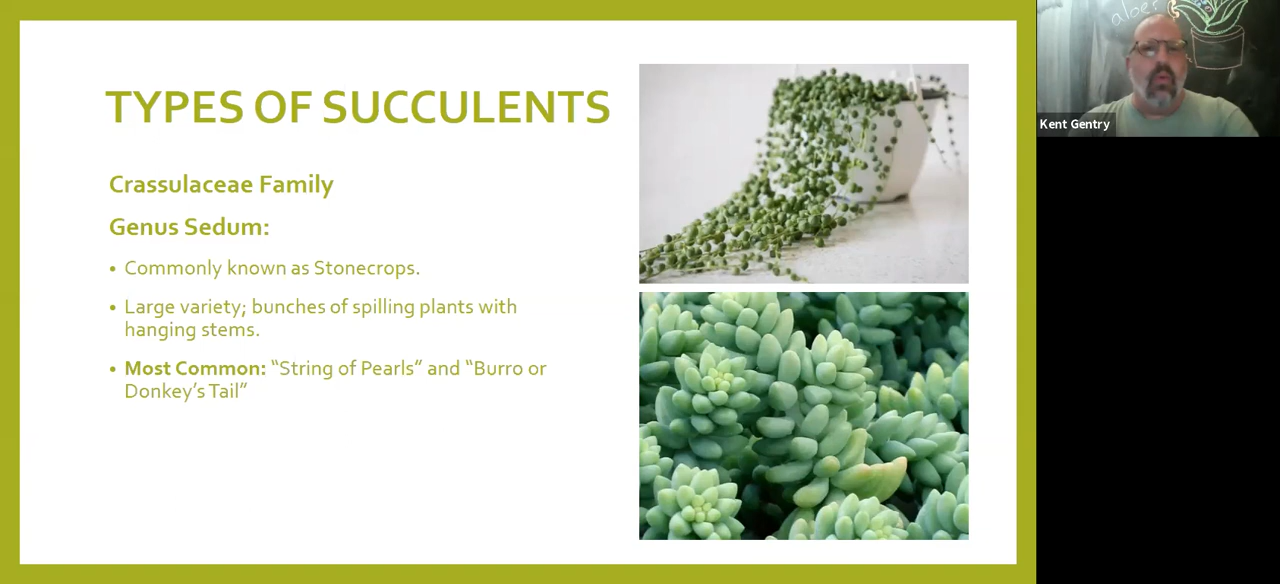 TYPES OF SUCCULENTS
Crassulaceae Family
Genus Sedum:
• Commonly known as Stonecrops.
• Large variety; bunches of spilling plants with
hanging stems.
• Most Common: “String of Pearls” and “Burro or
Donkey’s Tail”
aloe?
Kent Gentry